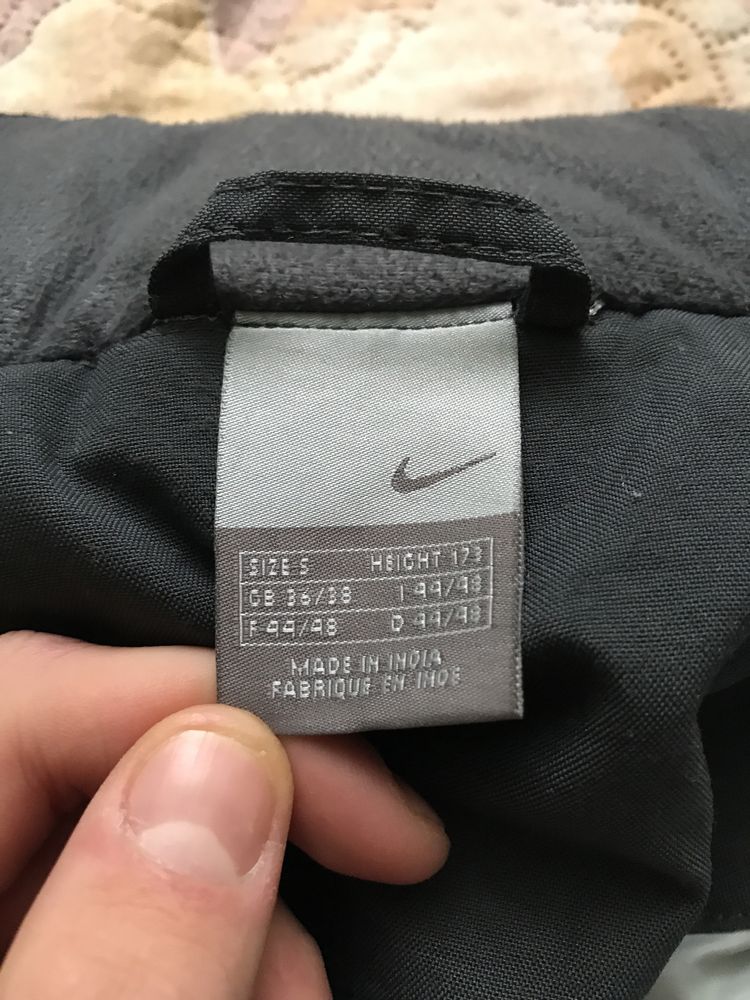 SIZE S HEIGHT 173
GB 36/38 I 44/48
F 44/48 D 44/48
MADE IN INDIA
FABRIQUE EN INDE